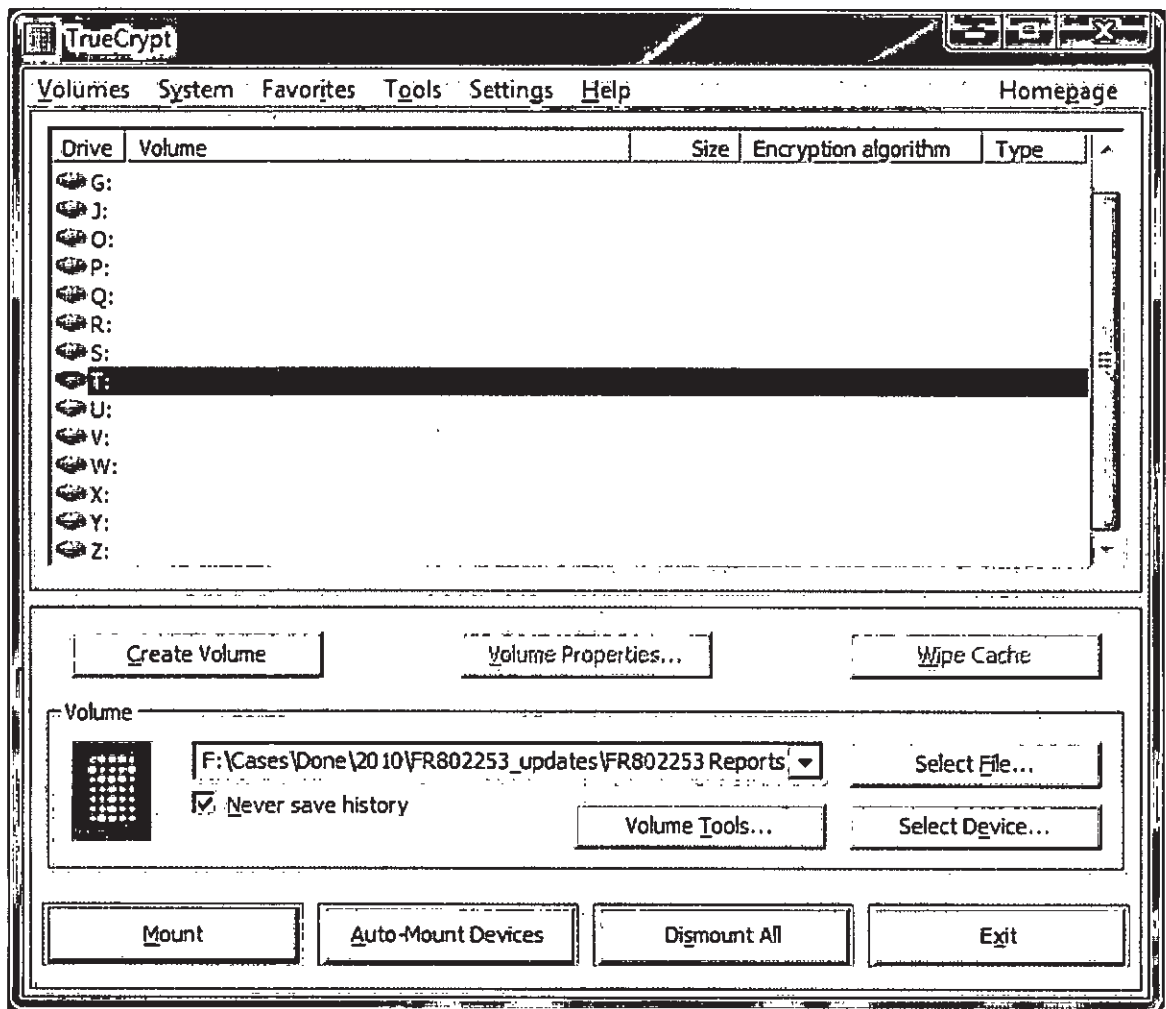 TrueCrypt
Volumes System Favorites Tools Settings Help Homepage
Drive Volume Size Encryption algorithm Type
G:
J:
O:
P:
Q:
R:
S:
T:
U:
V:
W:
X:
Y:
Z:
Create Volume Volume Properties... Wipe Cache
Volume
F:\Cases\Done\2010\FR802253_updates\FR802253 Reports Select File...
Never save history
Volume Tools... Select Device...
Mount Auto-Mount Devices Dismount All Exit